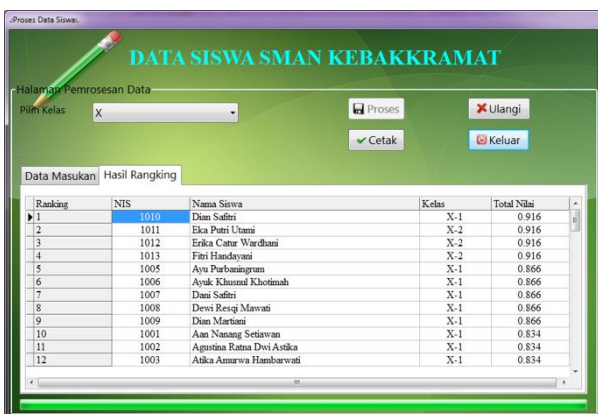 .:Proses Data Siswa:.
DATA SISWA SMAN KEBAKKRAMAT
Halaman Pemrosesan Data
Pilih Kelas X Proses Ulangi
Cetak Keluar
Data Masukan Hasil Rangking
Ranking NIS Nama Siswa Kelas Total Nilai
1 1010 Dian Safitri X-1 0.916
2 1011 Eka Putri Utami X-2 0.916
3 1012 Erika Catur Wardhani X-2 0.916
4 1013 Fitri Handayani X-2 0.916
5 1005 Ayu Purbaningrum X-1 0.866
6 1006 Ayuk Khusnul Khotimah X-1 0.866
7 1007 Dani Safitri X-1 0.866
8 1008 Dewi Resqi Mawati X-1 0.866
9 1009 Dian Martiani X-1 0.866
10 1001 Aan Nanang Setiawan X-1 0.834
11 1002 Agustina Ratna Dwi Astika X-1 0.834
12 1003 Atika Amurwa Hambarwati X-1 0.834